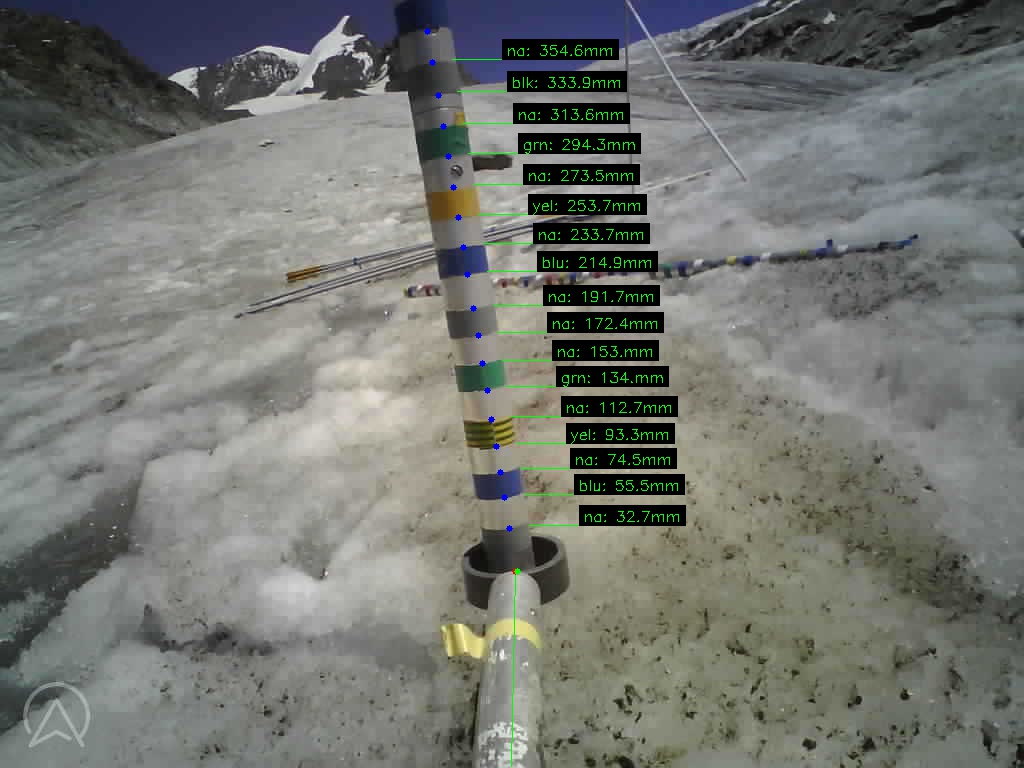 na: 354.6mm
blk: 333.9mm
na: 313.6mm
grn: 294.3mm
na: 273.5mm
yel: 253.7mm
na: 233.7mm
blu: 214.9mm
na: 191.7mm
na: 172.4mm
na: 153.mm
grn: 134.mm
na: 112.7mm
yel: 93.3mm
na: 74.5mm
blu: 55.5mm
na: 32.7mm